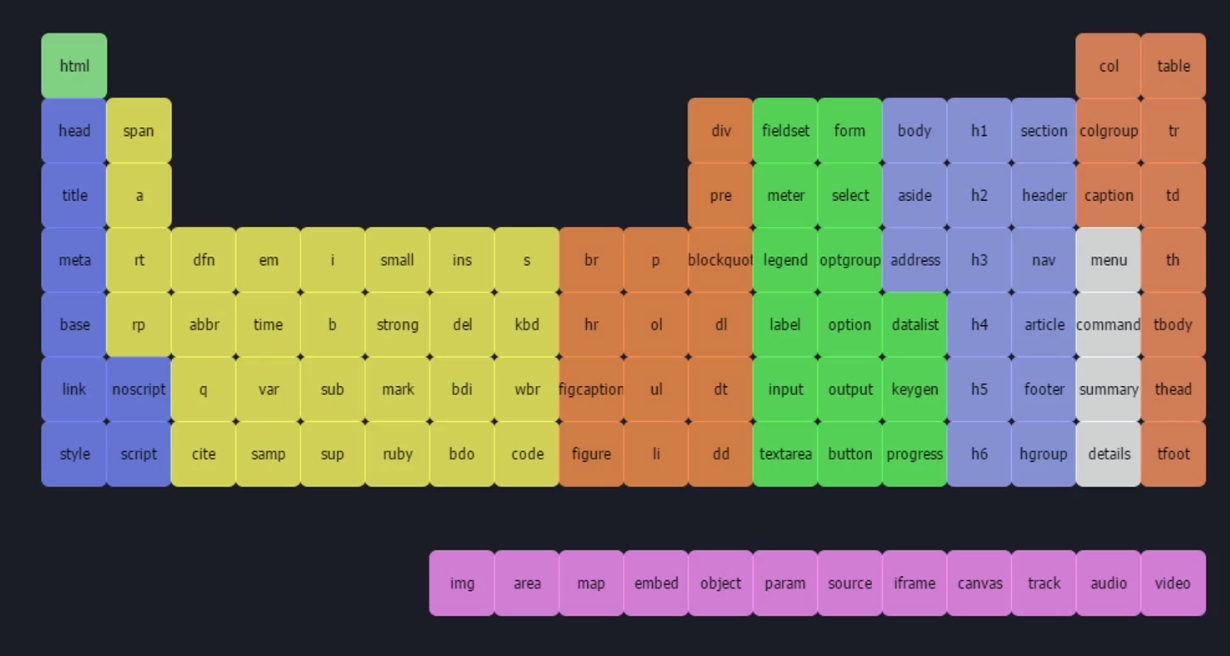 html col table
head span div fieldset form body h1 section colgroup tr
title a pre meter select aside h2 header caption td
meta rt dfn em i small ins s br p blockquot legend optgroup address h3 nav menu th
base rp abbr time b strong del kbd hr ol dl label option datalist h4 article command tbody
link noscript q var sub mark bdi wbr figcaption ul dt input output keygen h5 footer summary thead
style script cite samp sup ruby bdo code figure li dd textarea button progress h6 hgroup details tfoot
img area map embed object param source iframe canvas track audio video